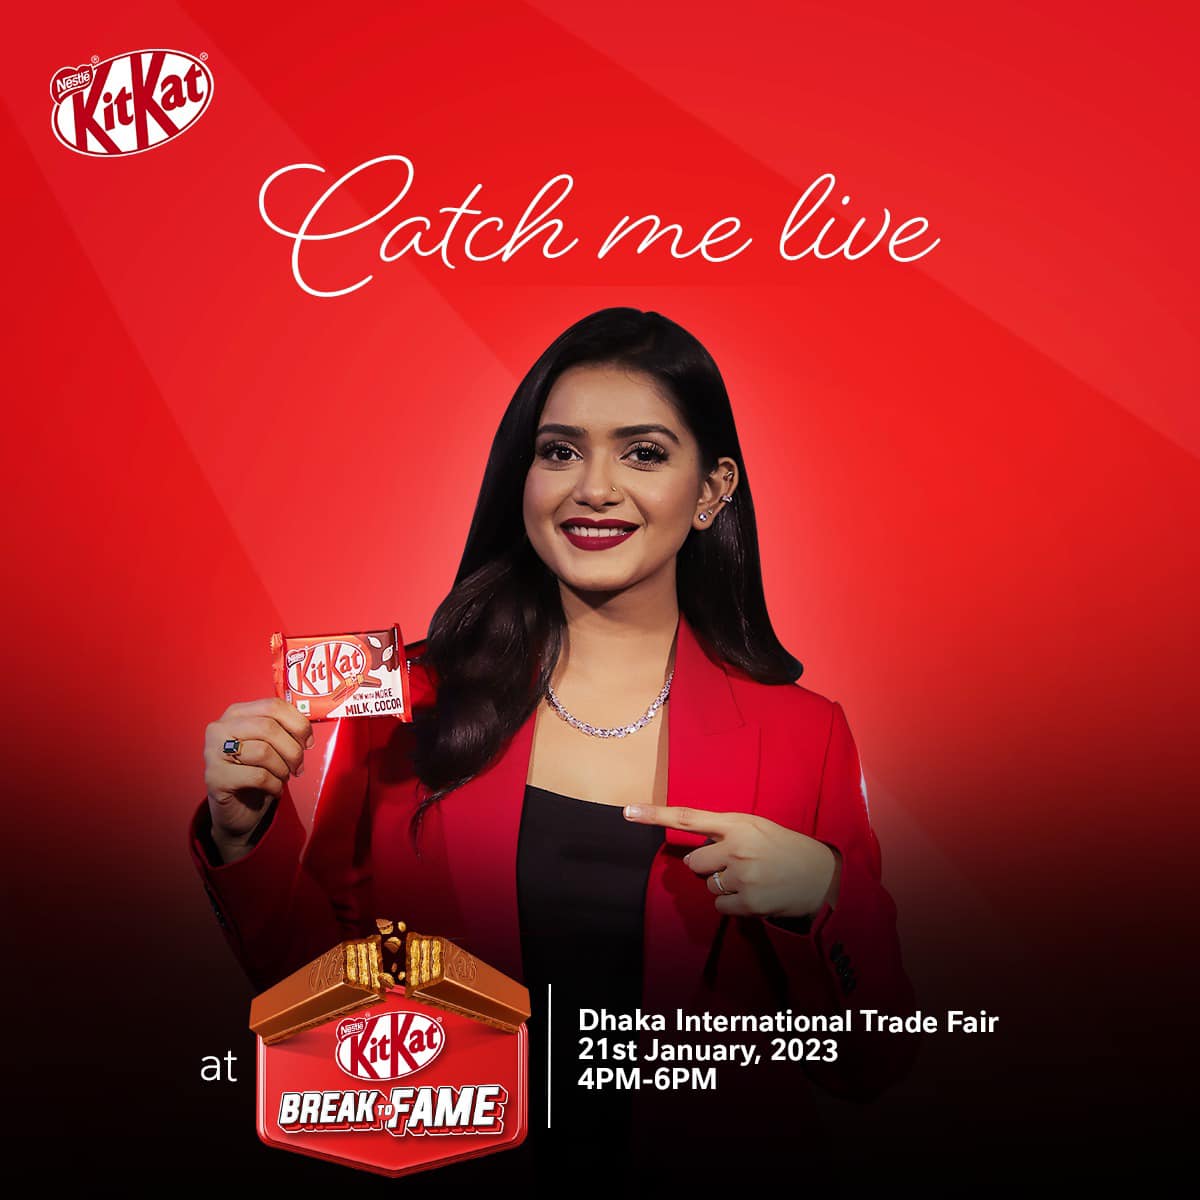 Nestlé
KitKat
Catch me live
Nestlé
KitKat
NOW WITH MORE
MILK, COCOA
at
Nestlé
KitKat
BREAK TO FAME
Dhaka International Trade Fair
21st January, 2023
4PM-6PM